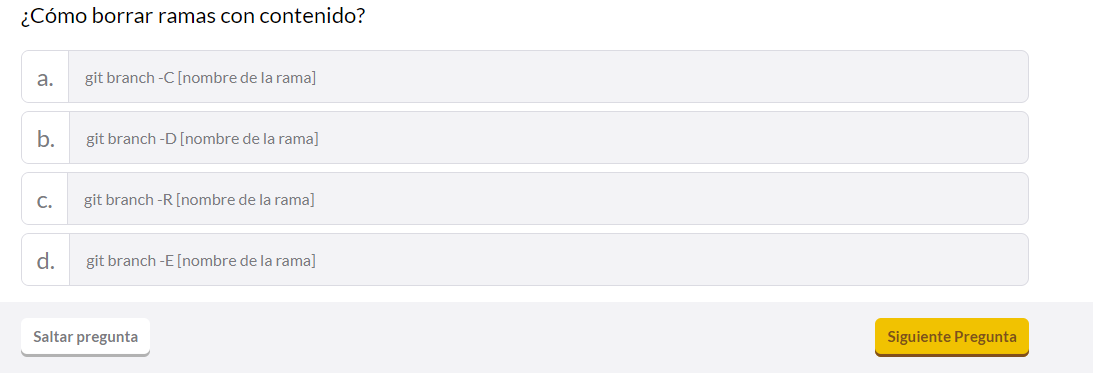 ¿Cómo borrar ramas con contenido?
a. git branch -C [nombre de la rama]
b. git branch -D [nombre de la rama]
c. git branch -R [nombre de la rama]
d. git branch -E [nombre de la rama]
Saltar pregunta Siguiente Pregunta